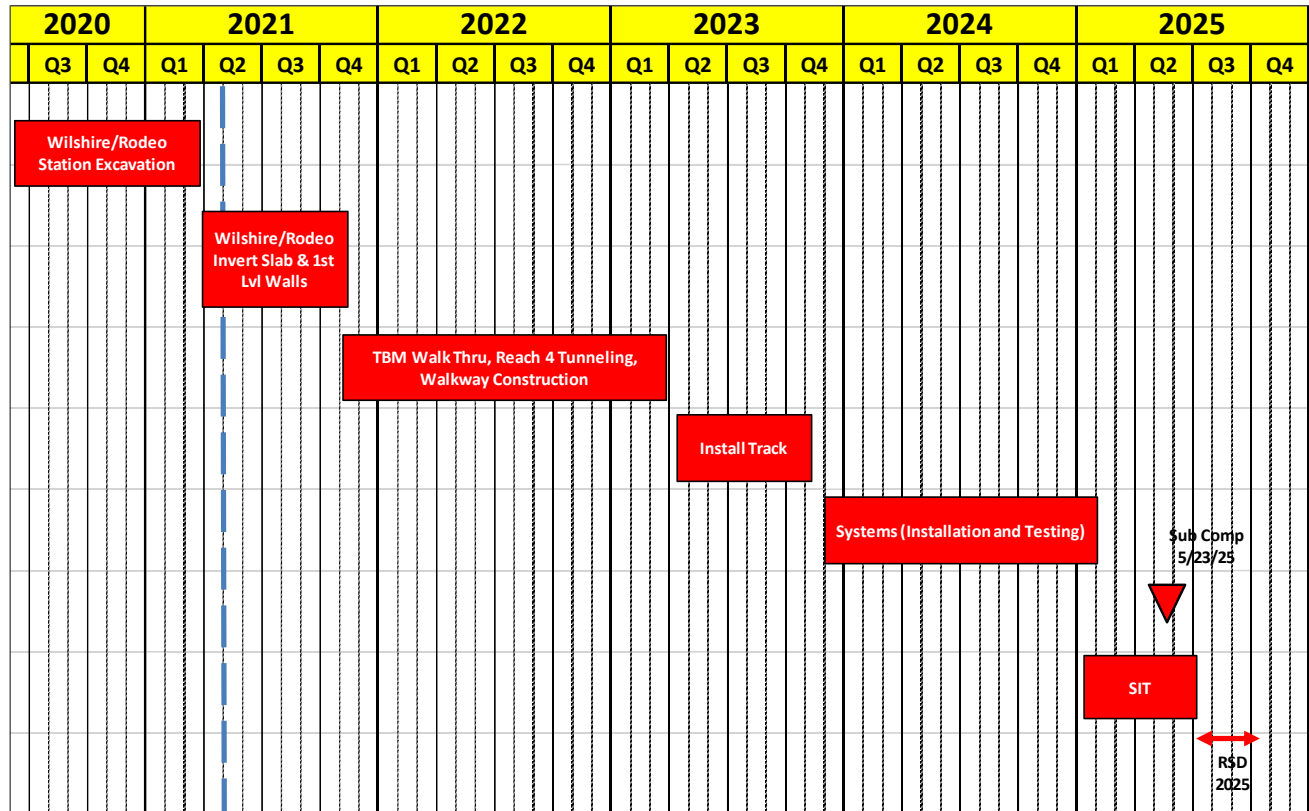 2020 2021 2022 2023 2024 2025
Q3 Q4 Q1 Q2 Q3 Q4 Q1 Q2 Q3 Q4 Q1 Q2 Q3 Q4 Q1 Q2 Q3 Q4 Q1 Q2 Q3 Q4
Wilshire/Rodeo
Station Excavation
Wilshire/Rodeo
Invert Slab & 1st
Lvl Walls
TBM Walk Thru, Reach 4 Tunneling,
Walkway Construction
Install Track
Systems (Installation and Testing)
Sub Comp
5/23/25
SIT
RSD
2025